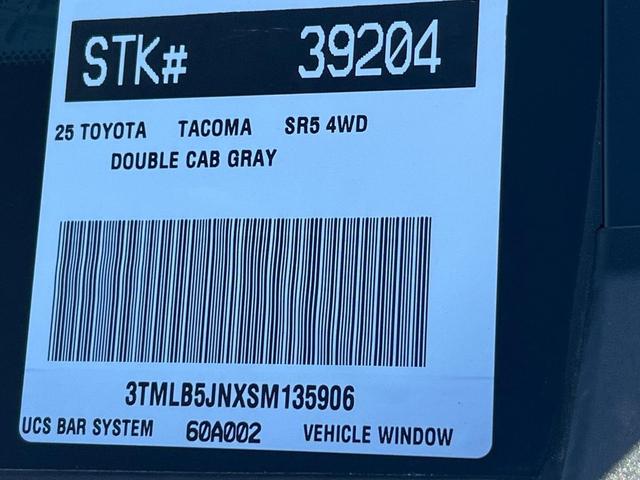 STK# 39204
25 TOYOTA TACOMA SR5 4WD
DOUBLE CAB GRAY
3TMLB5JNXSM135906
UCS BAR SYSTEM 60A002 VEHICLE WINDOW